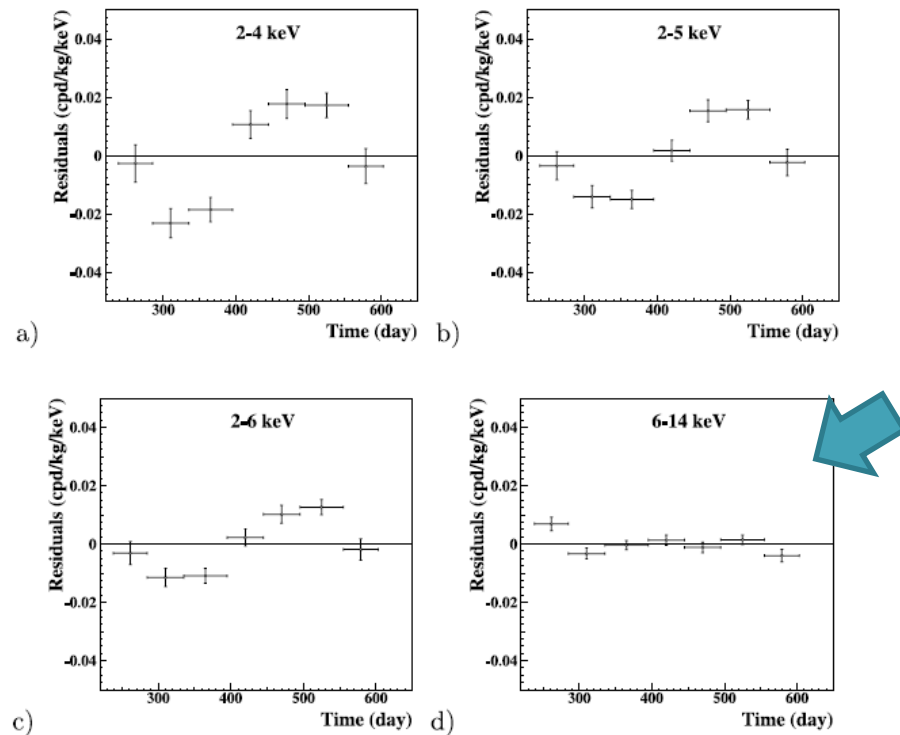 2-4 keV
Residuals (cpd/kg/keV)
0.04
0.02
0
-0.02
-0.04
300
400
500
600
Time (day)
a)
2-5 keV
Residuals (cpd/kg/keV)
0.04
0.02
0
-0.02
-0.04
300
400
500
600
Time (day)
b)
2-6 keV
Residuals (cpd/kg/keV)
0.04
0.02
0
-0.02
-0.04
300
400
500
600
Time (day)
c)
6-14 keV
Residuals (cpd/kg/keV)
0.04
0.02
0
-0.02
-0.04
300
400
500
600
Time (day)
d)